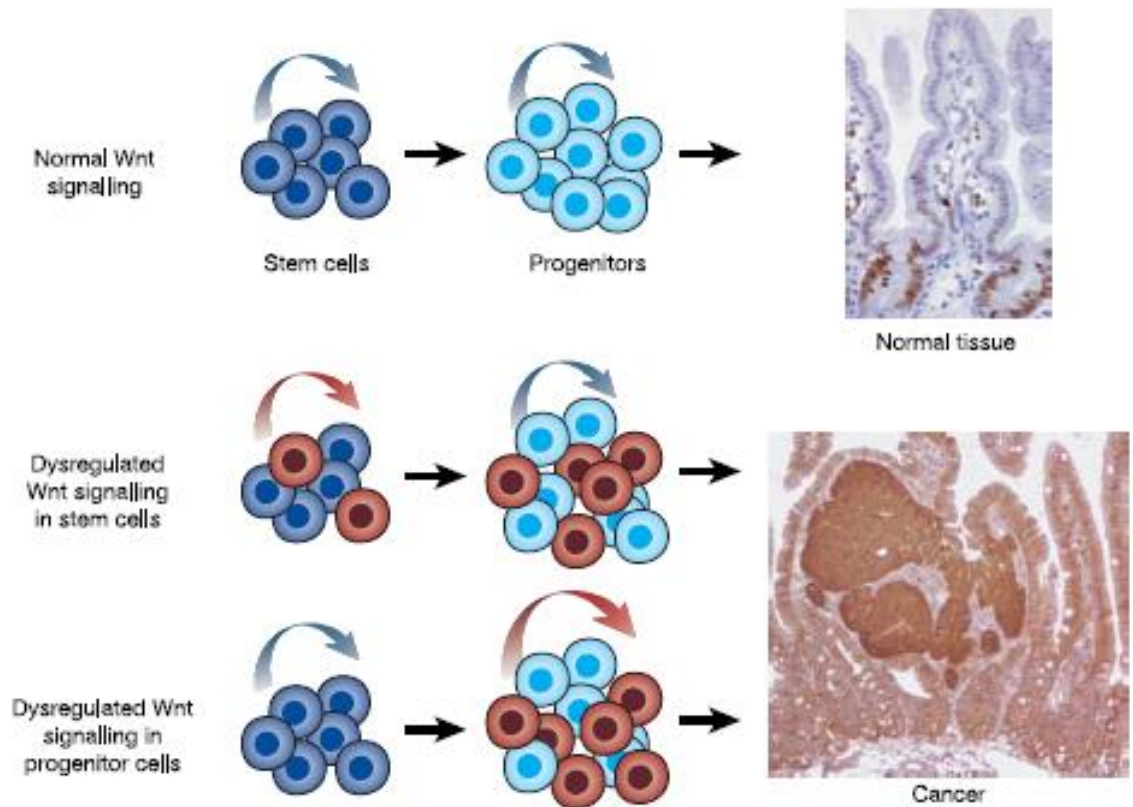 Normal Wnt
signalling
Stem cells
Progenitors
Normal tissue
Dysregulated
Wnt signalling
in stem cells
Dysregulated Wnt
signalling in
progenitor cells
Cancer